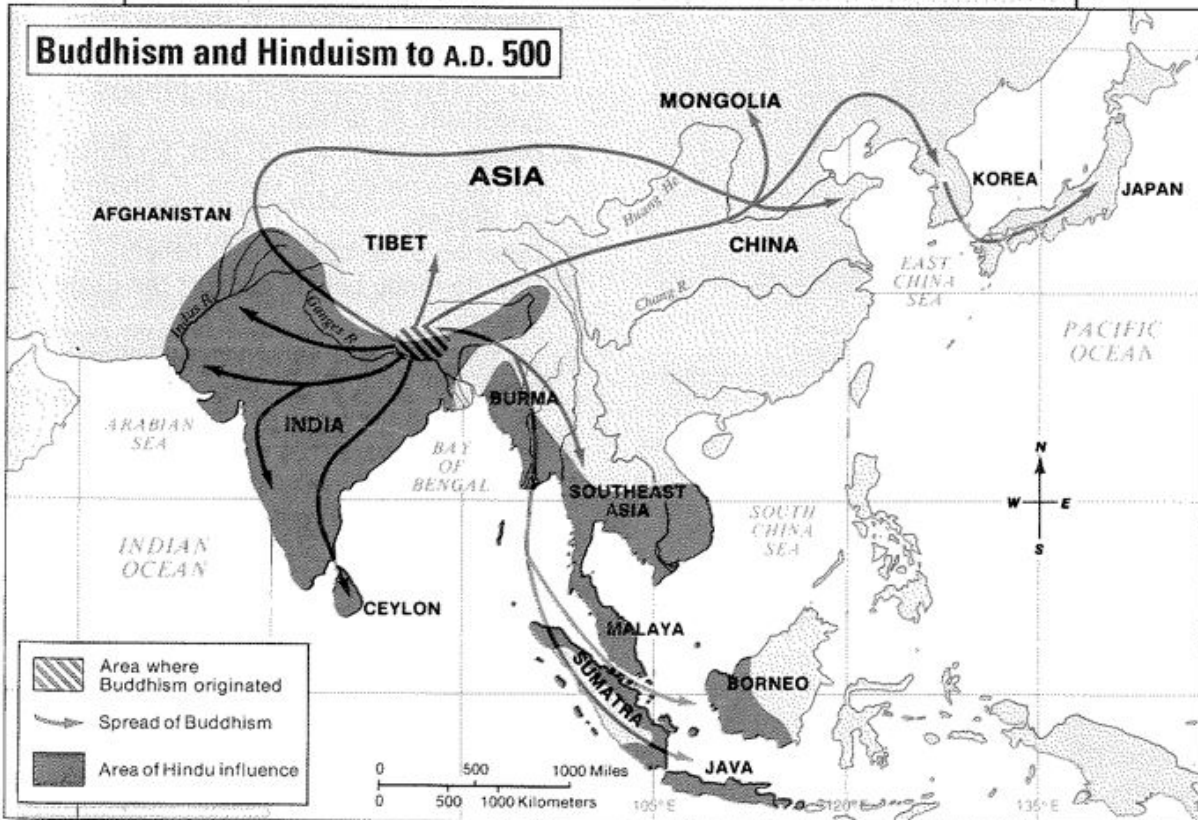 Buddhism and Hinduism to A.D. 500
MONGOLIA
ASIA
KOREA
JAPAN
AFGHANISTAN
Huang He
TIBET
CHINA
EAST
CHINA
SEA
Chang R.
Indus R.
Ganges R.
PACIFIC
OCEAN
BURMA
ARABIAN
SEA
INDIA
BAY
OF
BENGAL
N
W
E
S
SOUTHEAST
ASIA
SOUTH
CHINA
SEA
INDIAN
OCEAN
CEYLON
MALAYA
SUMATRA
BORNEO
JAVA
Area where
Buddhism originated
Spread of Buddhism
Area of Hindu influence
0 500 1000 Miles
0 500 1000 Kilometers
105°E
120°E
135°E